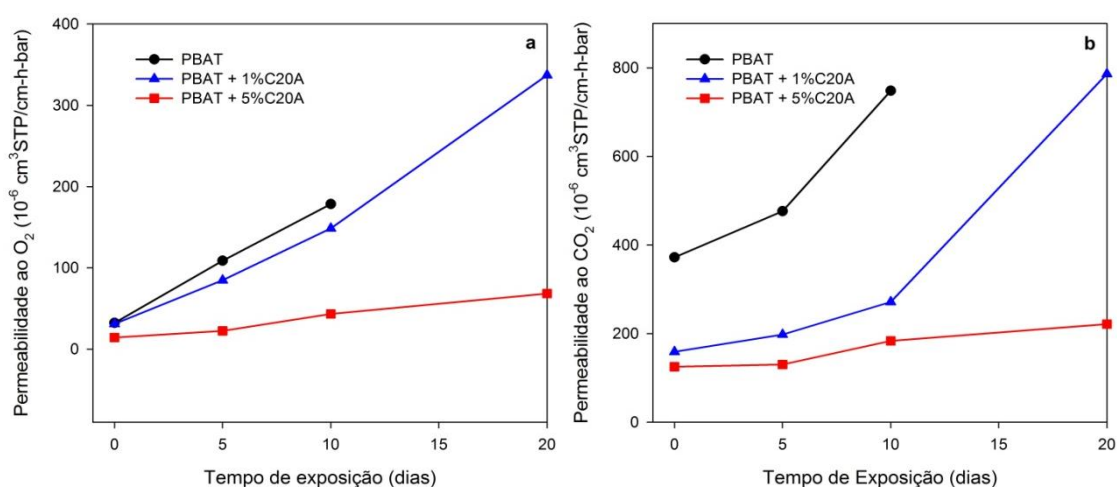 a
PBAT
PBAT + 1%C20A
PBAT + 5%C20A
400
300
200
100
0
Permeabilidade ao O₂ (10⁻⁶ cm³STP/cm-h-bar)
0 5 10 15 20
Tempo de exposição (dias)
b
PBAT
PBAT + 1%C20A
PBAT + 5%C20A
800
600
400
200
0
Permeabilidade ao CO₂ (10⁻⁶ cm³STP/cm-h-bar)
0 5 10 15 20
Tempo de Exposição (dias)